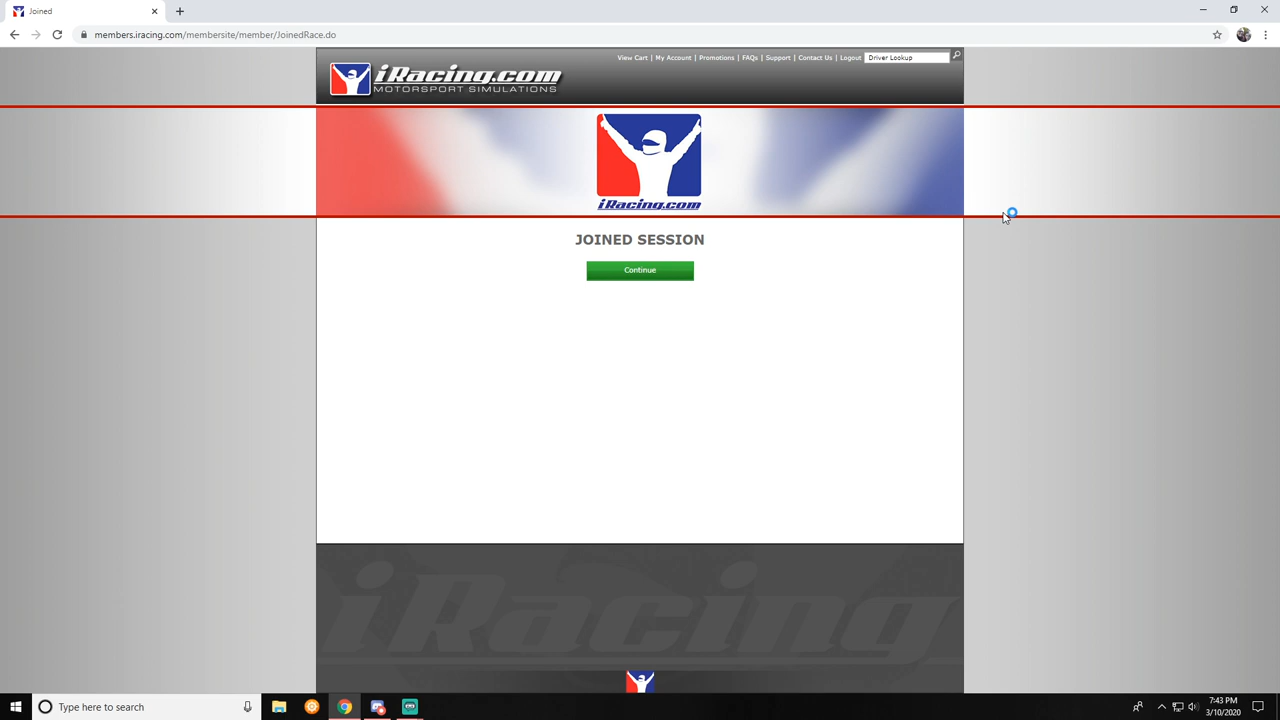 Joined
members.iracing.com/membersite/member/JoinedRace.do
View Cart | My Account | Promotions | FAQs | Support | Contact Us | Logout
Driver Lookup
iRacing.com
MOTORSPORT SIMULATIONS
iRacing.com
JOINED SESSION
Continue
iRacing
Type here to search
7:43 PM
3/10/2020